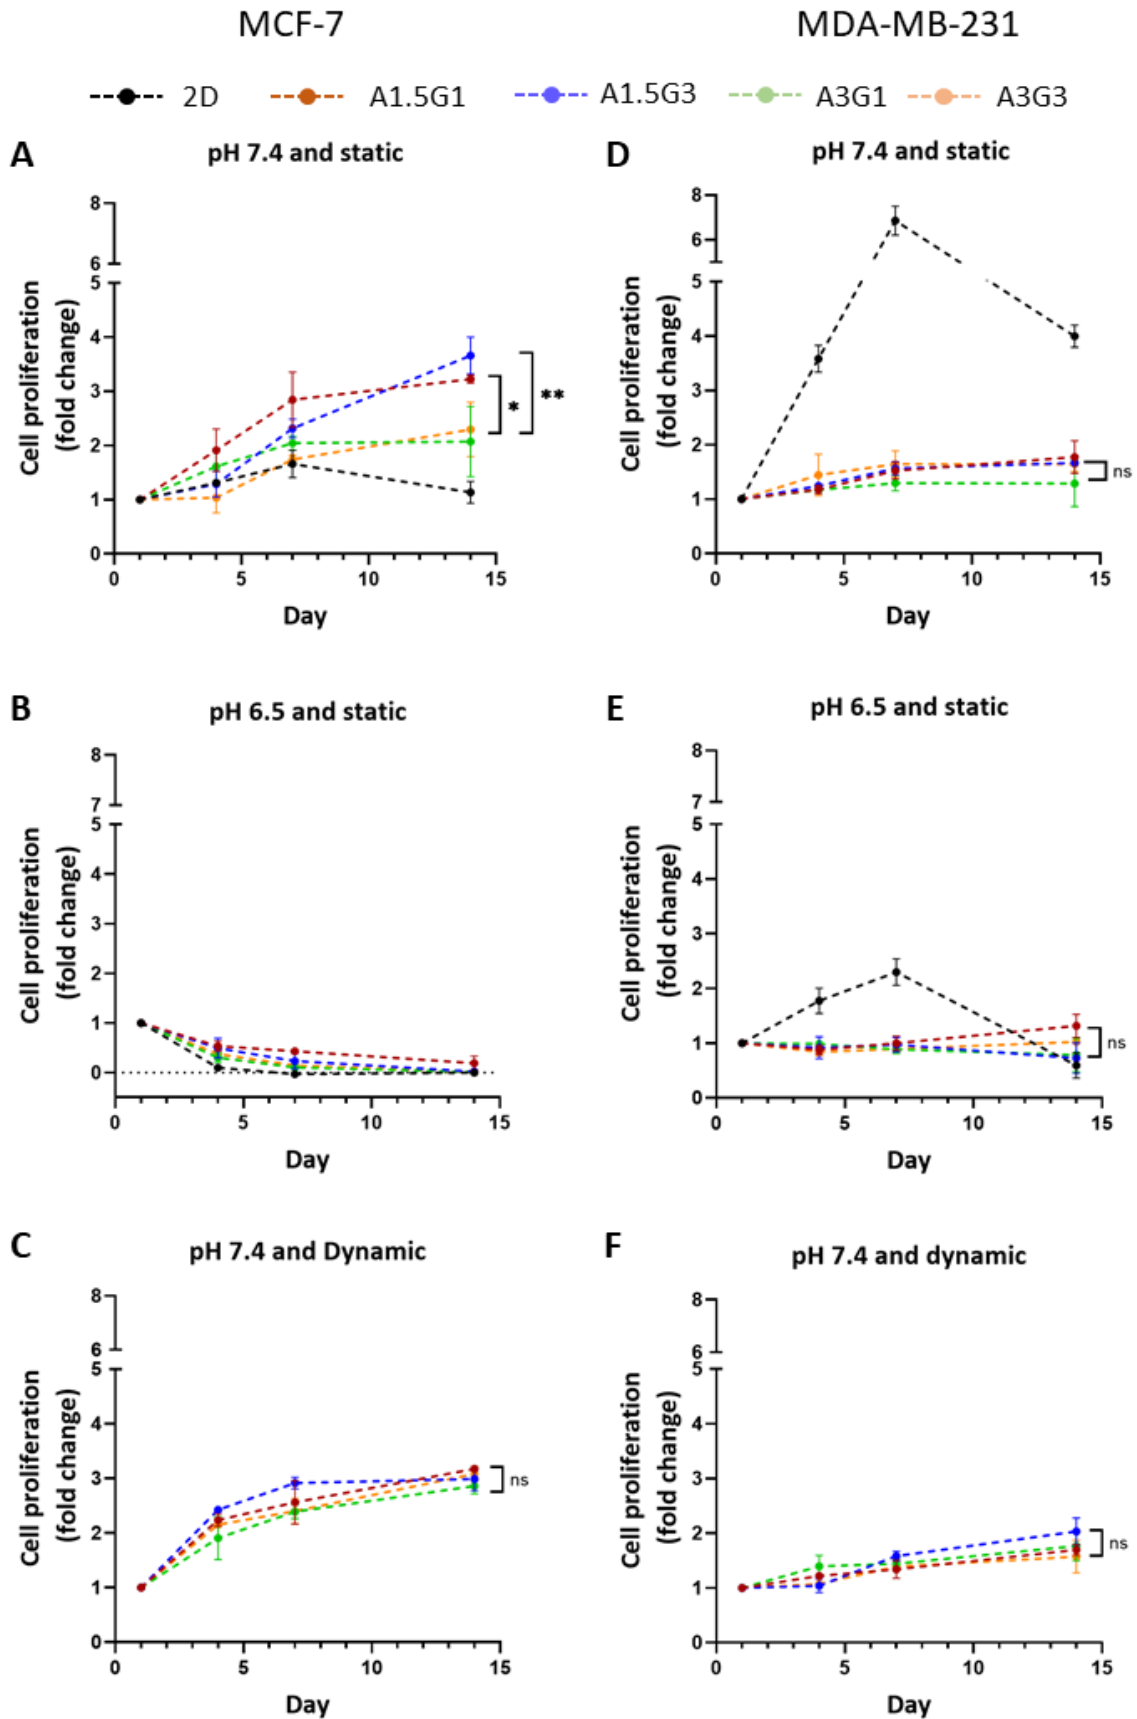 MCF-7 MDA-MB-231
2D A1.5G1 A1.5G3 A3G1 A3G3
A pH 7.4 and static
Cell proliferation
(fold change)
8
6
5
4
3
2
1
0
* **
0 5 10 15
Day
D pH 7.4 and static
Cell proliferation
(fold change)
8
6
5
4
3
2
1
0
ns
0 5 10 15
Day
B pH 6.5 and static
Cell proliferation
(fold change)
8
7
5
4
3
2
1
0
0 5 10 15
Day
E pH 6.5 and static
Cell proliferation
(fold change)
8
7
5
4
3
2
1
0
ns
0 5 10 15
Day
C pH 7.4 and Dynamic
Cell proliferation
(fold change)
8
6
5
4
3
2
1
0
ns
0 5 10 15
Day
F pH 7.4 and dynamic
Cell proliferation
(fold change)
8
6
5
4
3
2
1
0
ns
0 5 10 15
Day